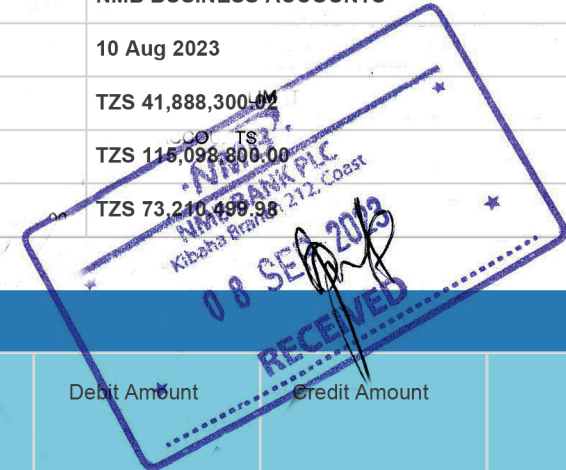 NMB BUSINESS ACCOUNTS
10 Aug 2023
TZS 41,888,300.02
TZS 115,098,800.00
TZS 73,210,499.98
NMB
NMB BANK PLC
Kibaha Branch 212, Coast
08 SEP 2023
RECEIVED
Debit Amount
Credit Amount